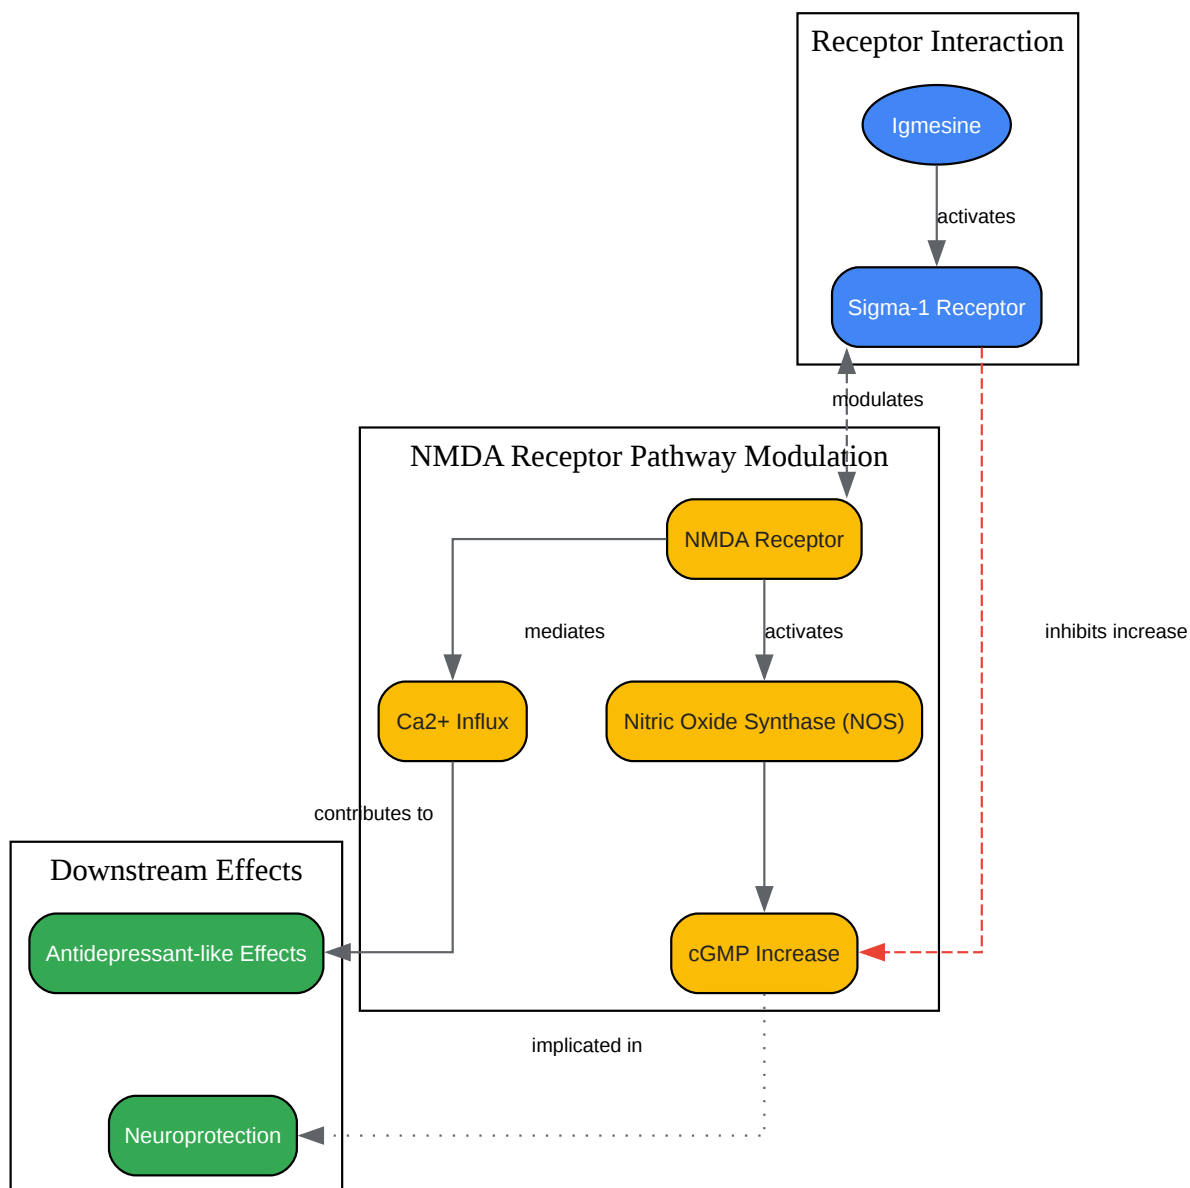 Receptor Interaction
Igmesine
activates
Sigma-1 Receptor
modulates
NMDA Receptor Pathway Modulation
NMDA Receptor
mediates
activates
inhibits increase
Ca2+ Influx
Nitric Oxide Synthase (NOS)
contributes to
Downstream Effects
Antidepressant-like Effects
cGMP Increase
implicated in
Neuroprotection